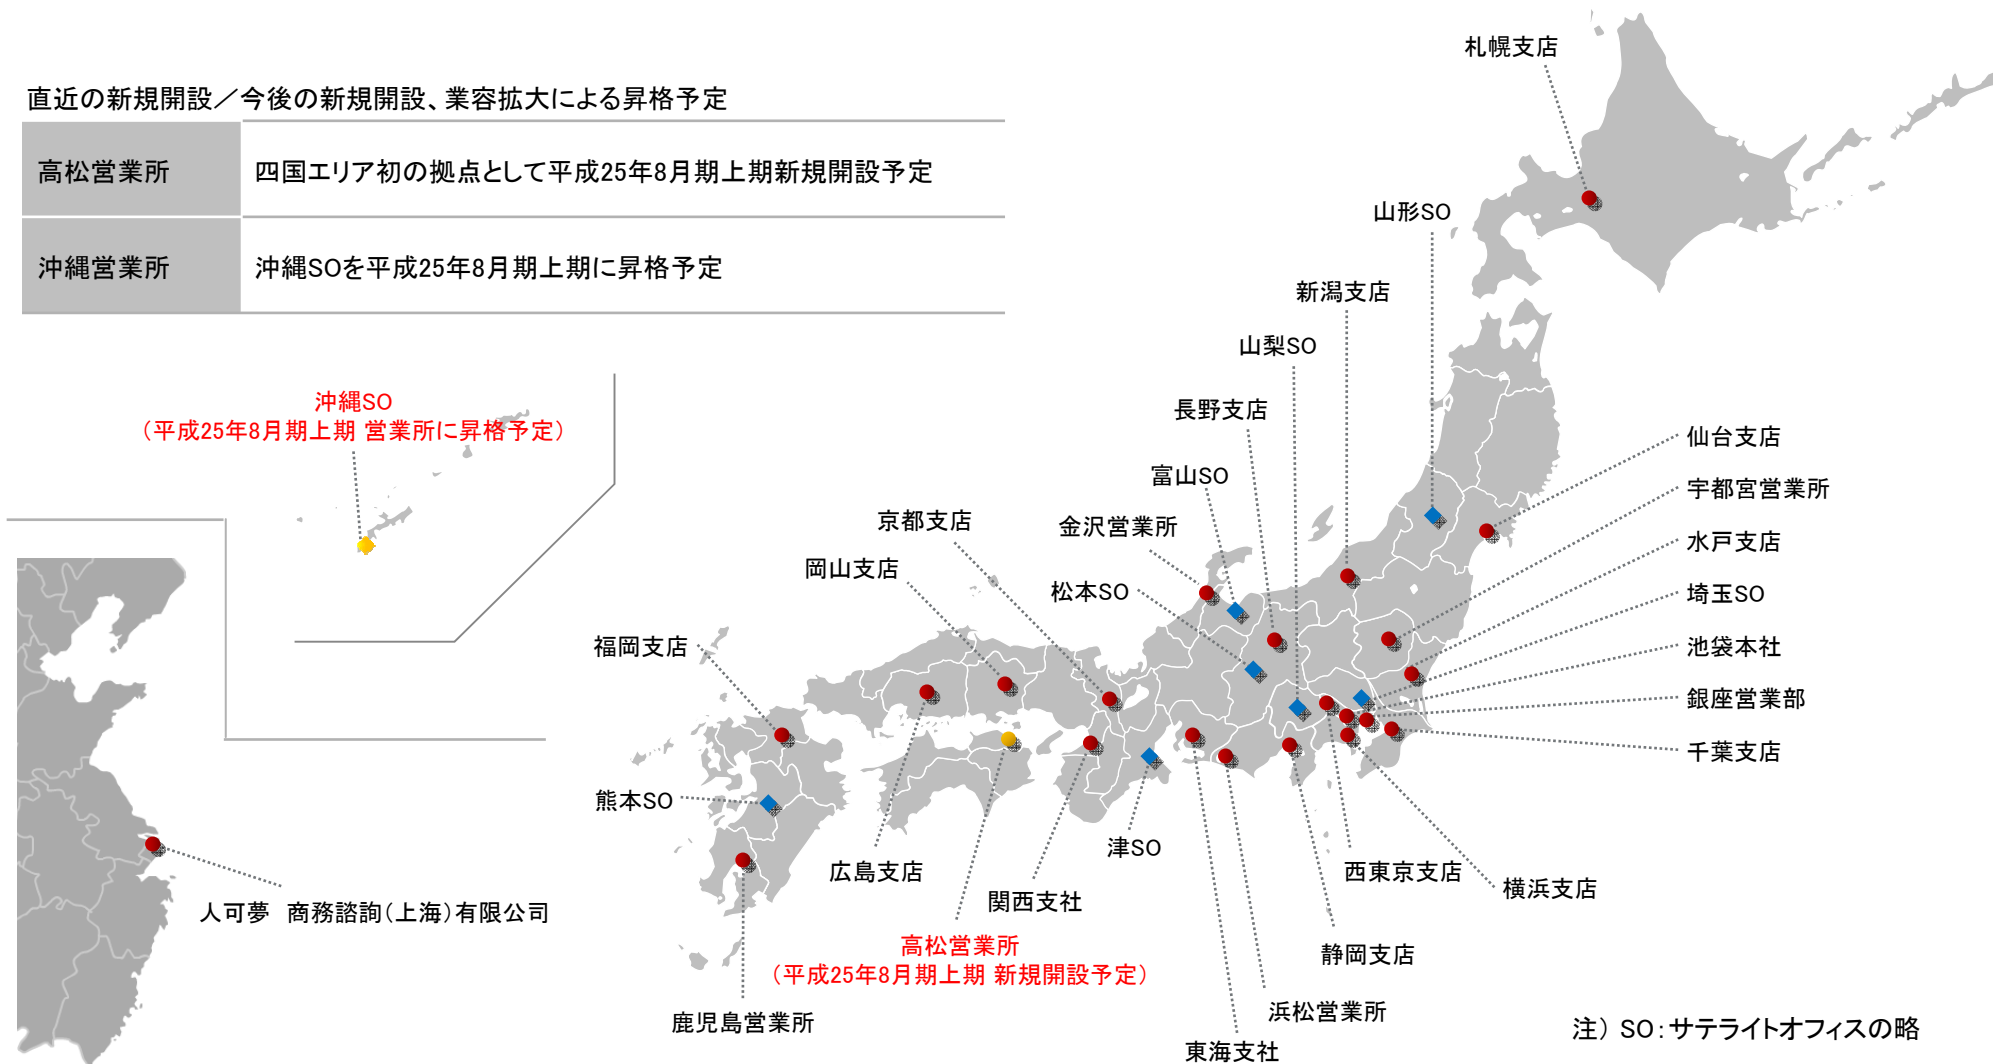 直近の新規開設／今後の新規開設、業容拡大による昇格予定
高松営業所
四国エリア初の拠点として平成25年8月期上期新規開設予定
沖縄営業所
沖縄SOを平成25年8月期上期に昇格予定
札幌支店
山形SO
新潟支店
山梨SO
長野支店
富山SO
金沢営業所
京都支店
松本SO
岡山支店
福岡支店
熊本SO
沖縄SO
（平成25年8月期上期 営業所に昇格予定）
仙台支店
宇都宮営業所
水戸支店
埼玉SO
池袋本社
銀座営業部
千葉支店
横浜支店
西東京支店
静岡支店
浜松営業所
東海支社
津SO
関西支社
広島支店
高松営業所
（平成25年8月期上期 新規開設予定）
鹿児島営業所
人可夢　商務諮詢（上海）有限公司
注） SO：サテライトオフィスの略